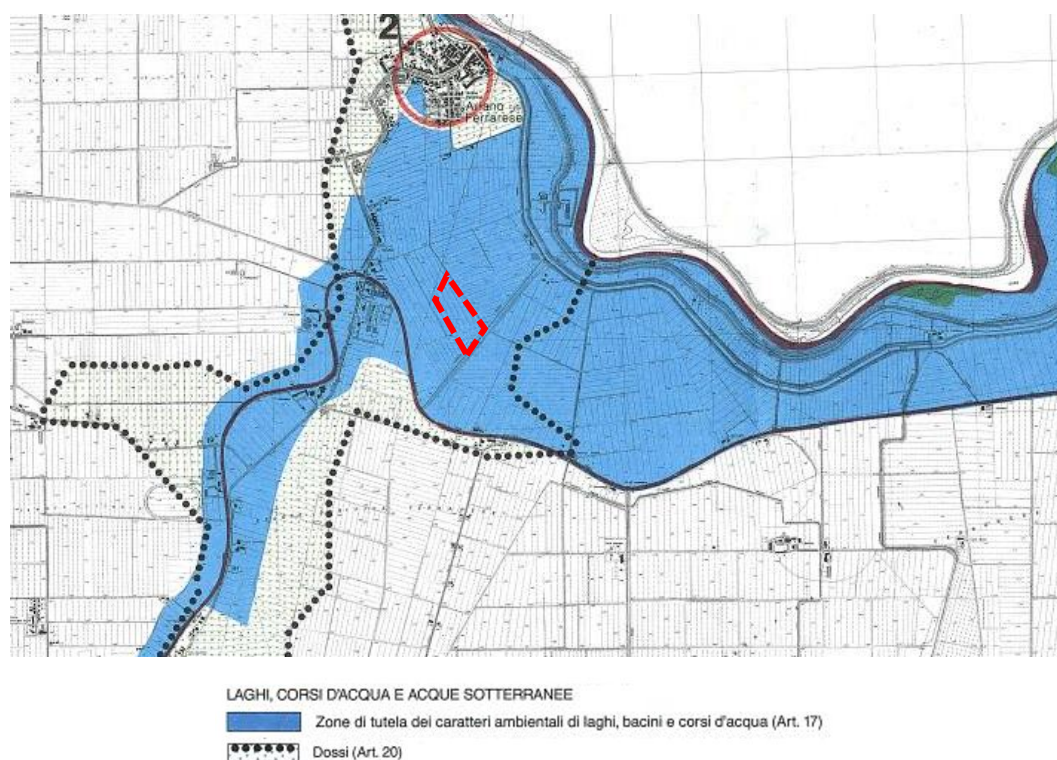 2
Ariano
Ferrarese
LAGHI, CORSI D'ACQUA E ACQUE SOTTERRANEE
Zone di tutela dei caratteri ambientali di laghi, bacini e corsi d'acqua (Art. 17)
Dossi (Art. 20)